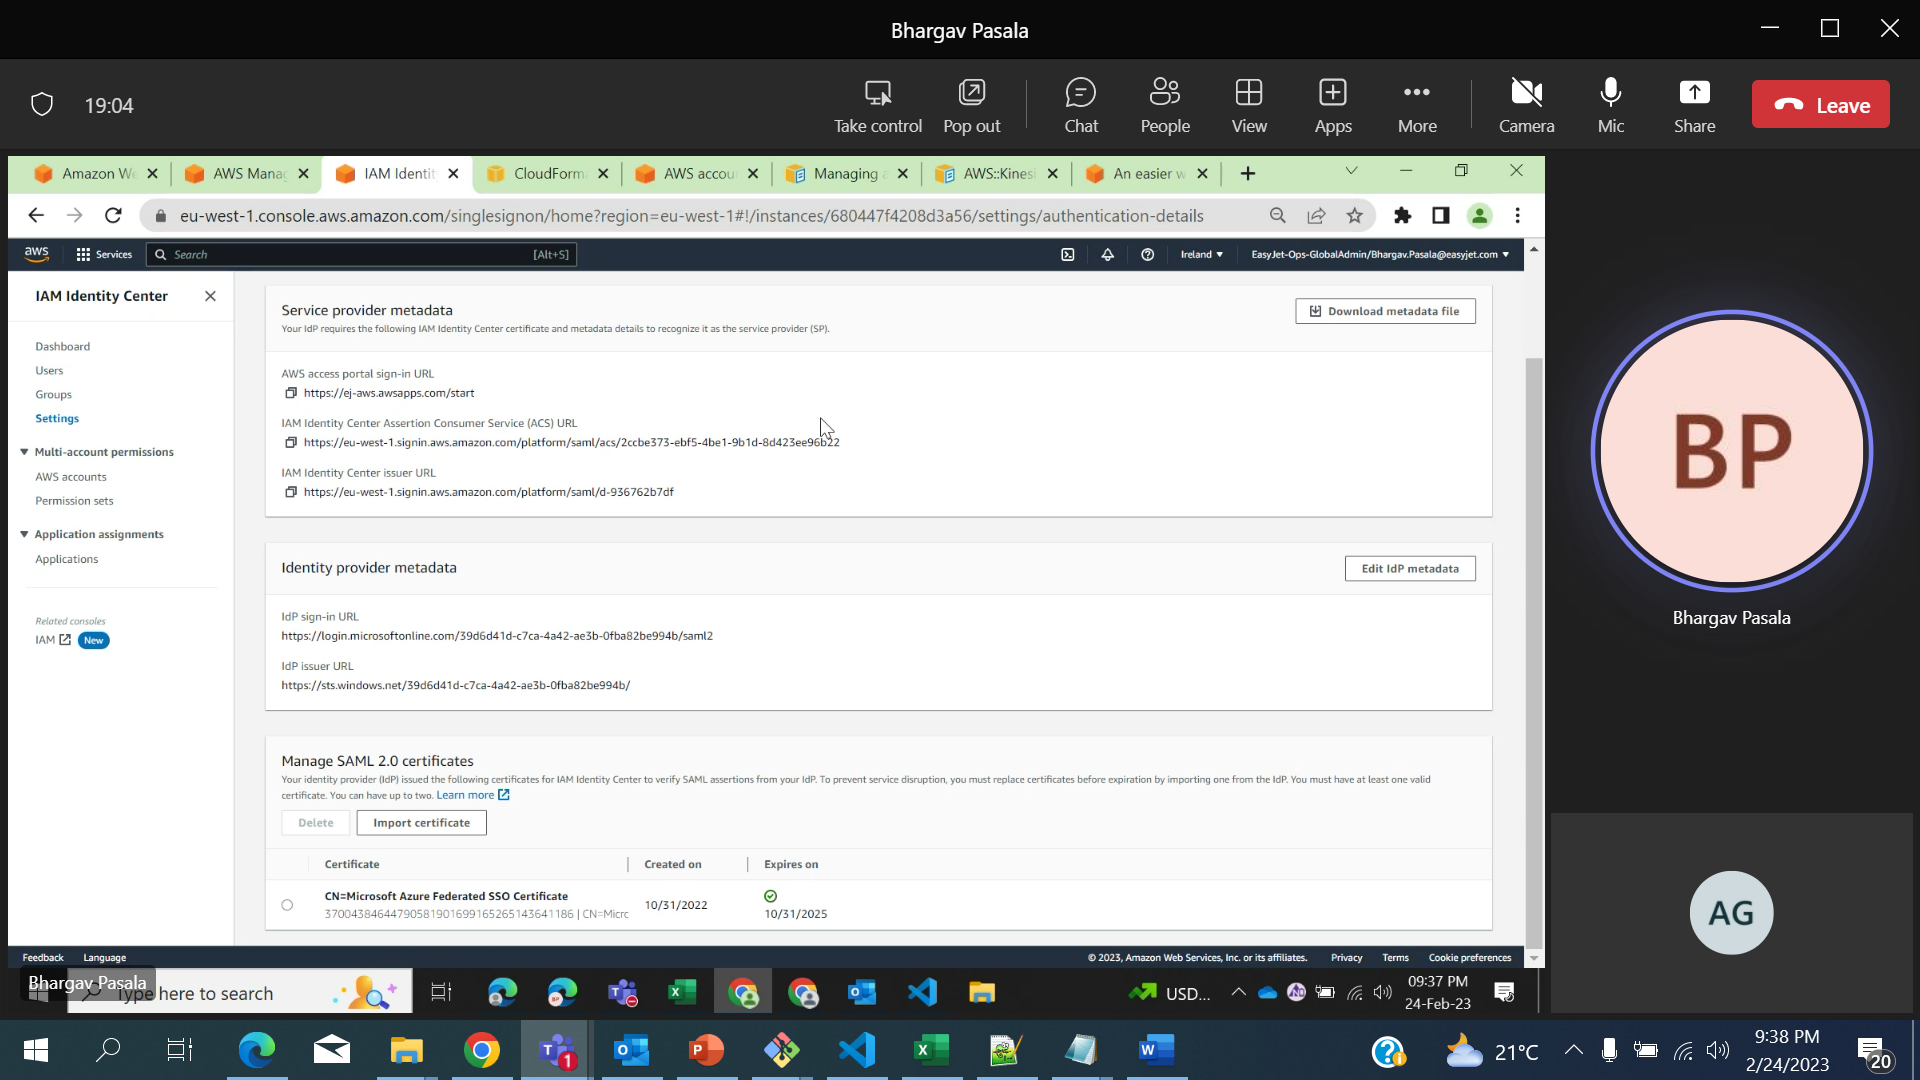 Bhargav Pasala
19:04
Take control
Pop out
Chat
People
View
Apps
More
Camera
Mic
Share
Leave
Amazon We
AWS Manag
IAM Identit
CloudForm
AWS accou
Managing a
AWS::Kines
An easier w
eu-west-1.console.aws.amazon.com/singlesignon/home?region=eu-west-1#!/instances/680447f4208d3a56/settings/authentication-details
aws
Services
Search
[Alt+S]
Ireland
EasyJet-Ops-GlobalAdmin/Bhargav.Pasala@easyjet.com
IAM Identity Center
Dashboard
Users
Groups
Settings
Multi-account permissions
AWS accounts
Permission sets
Application assignments
Applications
Related consoles
IAM New
Service provider metadata
Your IdP requires the following IAM Identity Center certificate and metadata details to recognize it as the service provider (SP).
Download metadata file
AWS access portal sign-in URL
https://ej-aws.awsapps.com/start
IAM Identity Center Assertion Consumer Service (ACS) URL
https://eu-west-1.signin.aws.amazon.com/platform/saml/acs/2ccbe373-ebf5-4be1-9b1d-8d423ee96b22
IAM Identity Center issuer URL
https://eu-west-1.signin.aws.amazon.com/platform/saml/d-936762b7df
Identity provider metadata
Edit IdP metadata
IdP sign-in URL
https://login.microsoftonline.com/39d6d41d-c7ca-4a42-ae3b-0fba82be994b/saml2
IdP issuer URL
https://sts.windows.net/39d6d41d-c7ca-4a42-ae3b-0fba82be994b/
Manage SAML 2.0 certificates
Your identity provider (IdP) issued the following certificates for IAM Identity Center to verify SAML assertions from your IdP. To prevent service disruption, you must replace certificates before expiration by importing one from the IdP. You must have at least one valid
certificate. You can have up to two. Learn more
Delete
Import certificate
Certificate
Created on
Expires on
CN=Microsoft Azure Federated SSO Certificate
37004384644790581901699165265143641186 | CN=Micro
10/31/2022
10/31/2025
Feedback
Language
© 2023, Amazon Web Services, Inc. or its affiliates.
Privacy
Terms
Cookie preferences
Bhargav Pasala
Type here to search
USD...
09:37 PM
24-Feb-23
BP
Bhargav Pasala
AG
21°C
9:38 PM
2/24/2023
20